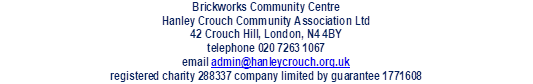 Brickworks Community Centre
Hanley Crouch Community Association Ltd
42 Crouch Hill, London, N4 4BY
telephone 020 7263 1067
email admin@hanleycrouch.org.uk
registered charity 288337 company limited by guarantee 1771608